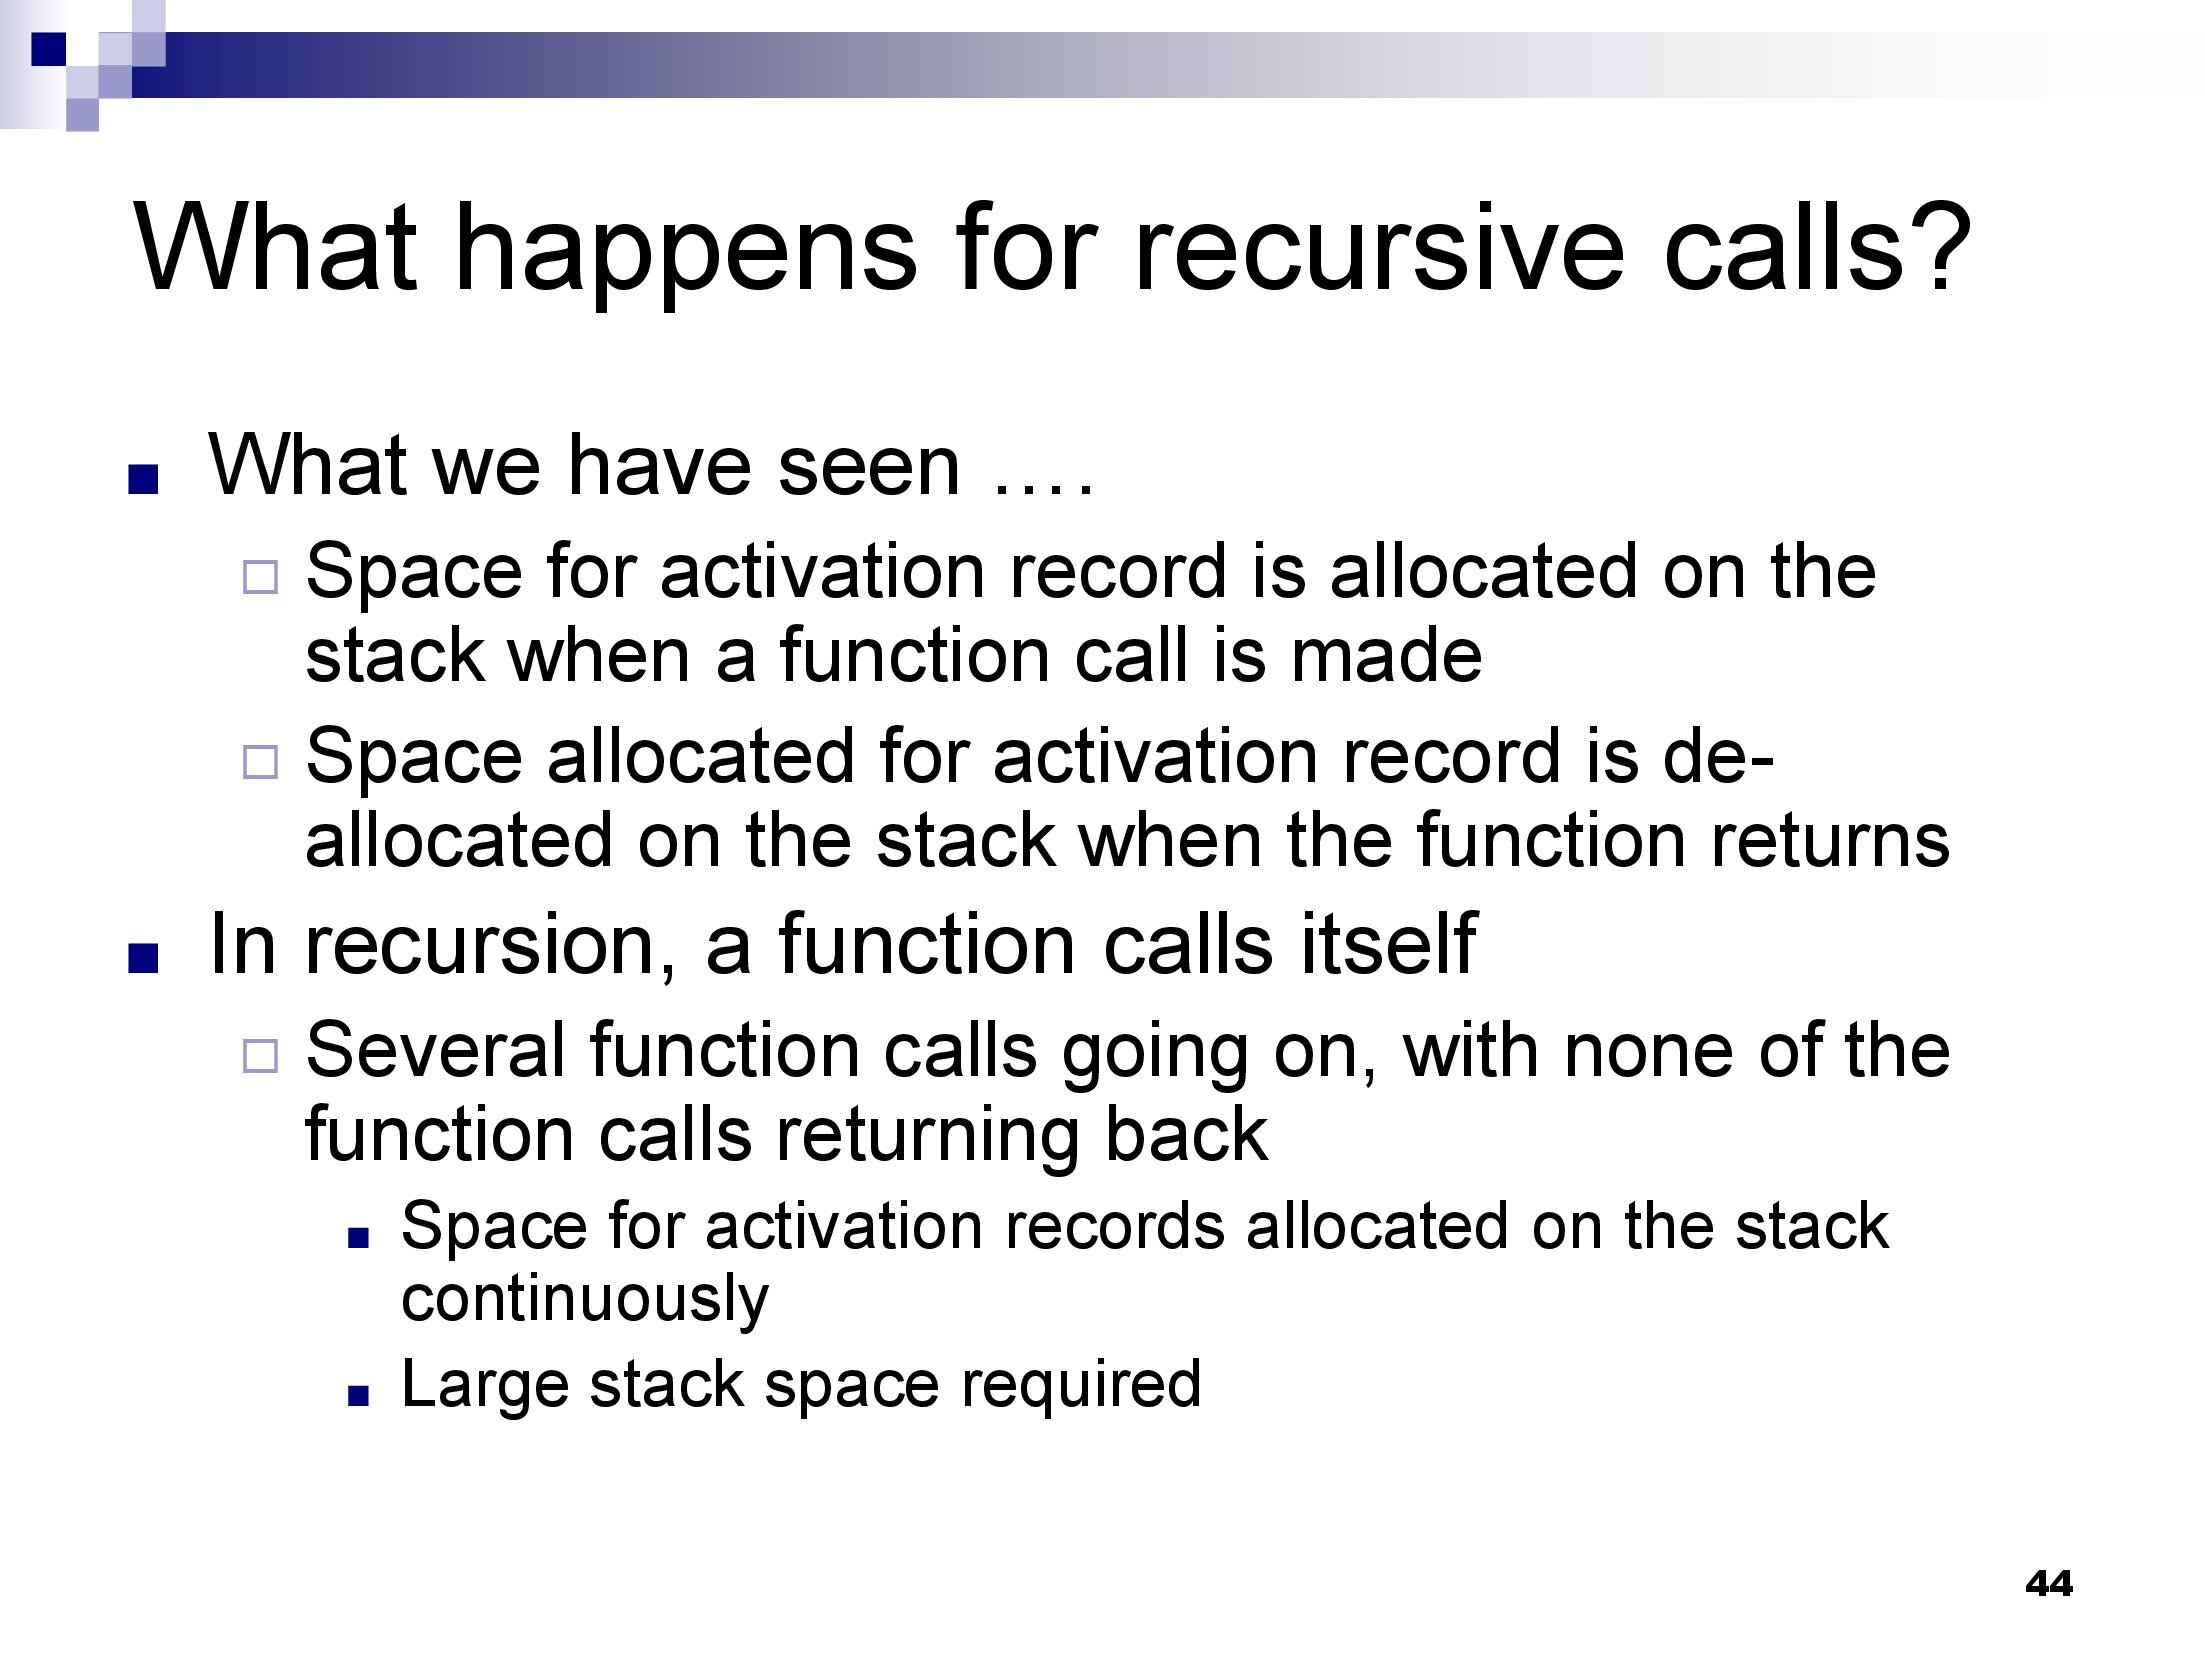 What happens for recursive calls?
What we have seen ….
Space for activation record is allocated on the
stack when a function call is made
Space allocated for activation record is de-
allocated on the stack when the function returns
In recursion, a function calls itself
Several function calls going on, with none of the
function calls returning back
Space for activation records allocated on the stack
continuously
Large stack space required
44